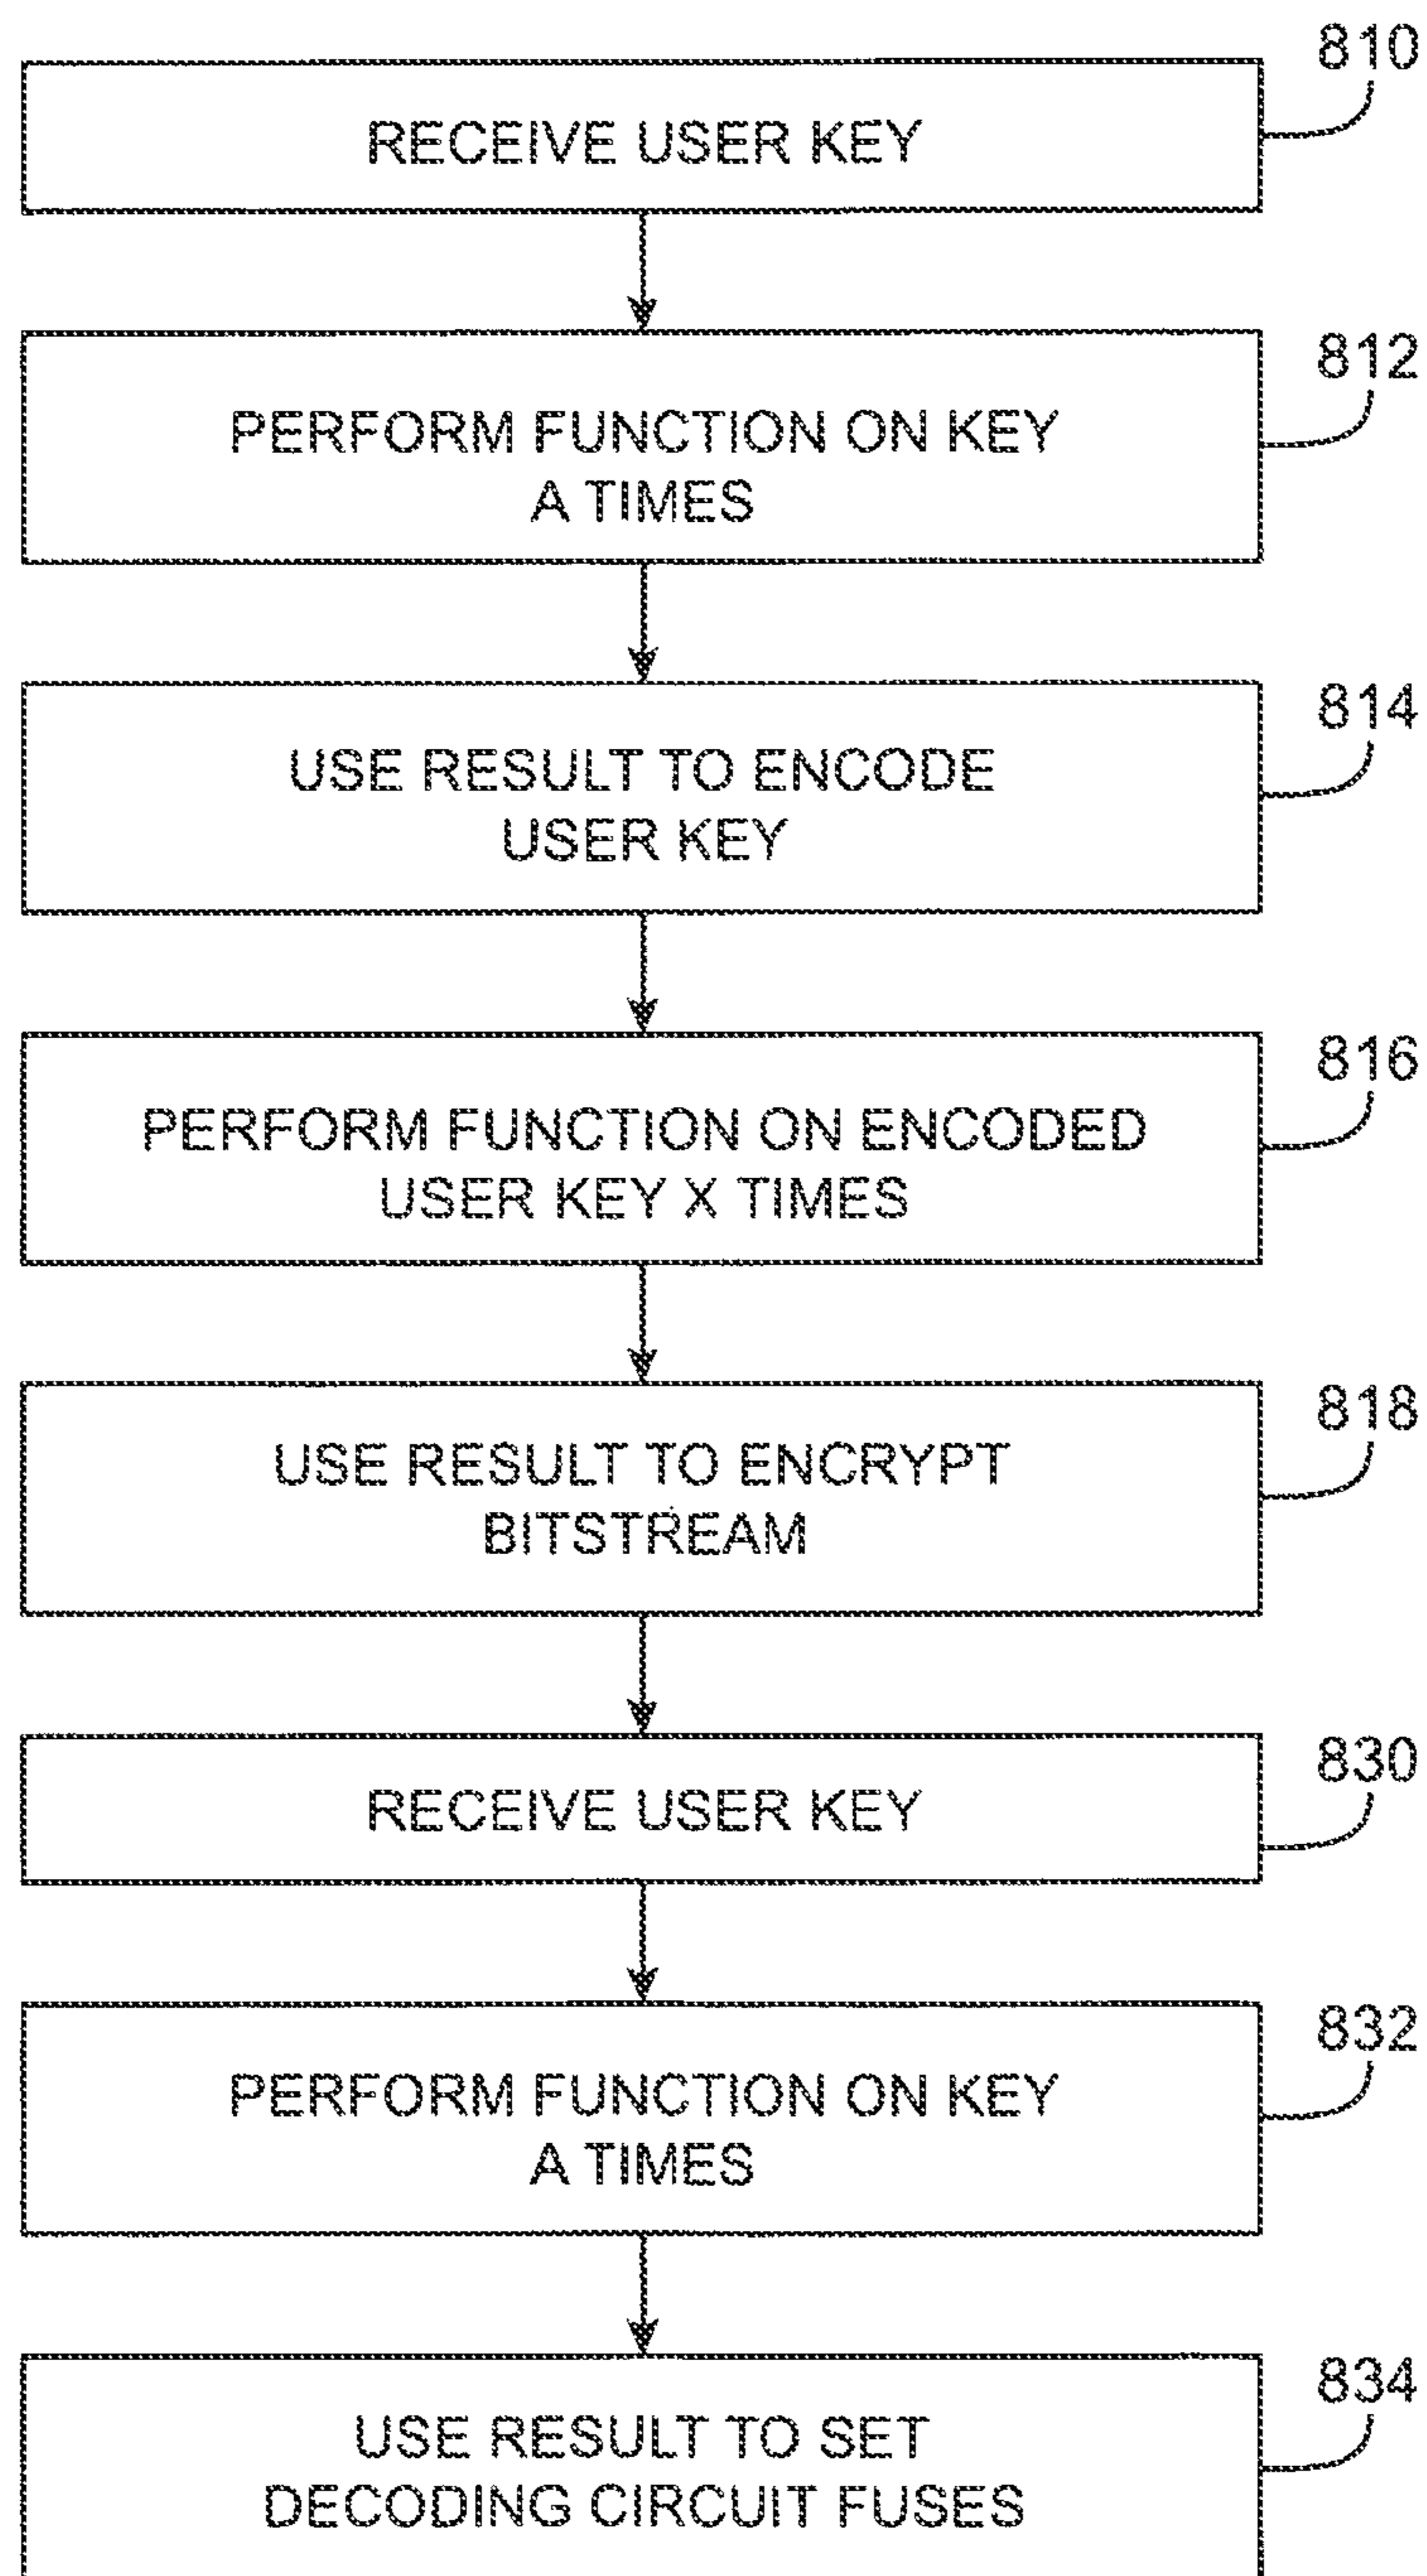 810
RECEIVE USER KEY
812
PERFORM FUNCTION ON KEY
A TIMES
814
USE RESULT TO ENCODE
USER KEY
816
PERFORM FUNCTION ON ENCODED
USER KEY X TIMES
818
USE RESULT TO ENCRYPT
BITSTREAM
830
RECEIVE USER KEY
832
PERFORM FUNCTION ON KEY
A TIMES
834
USE RESULT TO SET
DECODING CIRCUIT FUSES